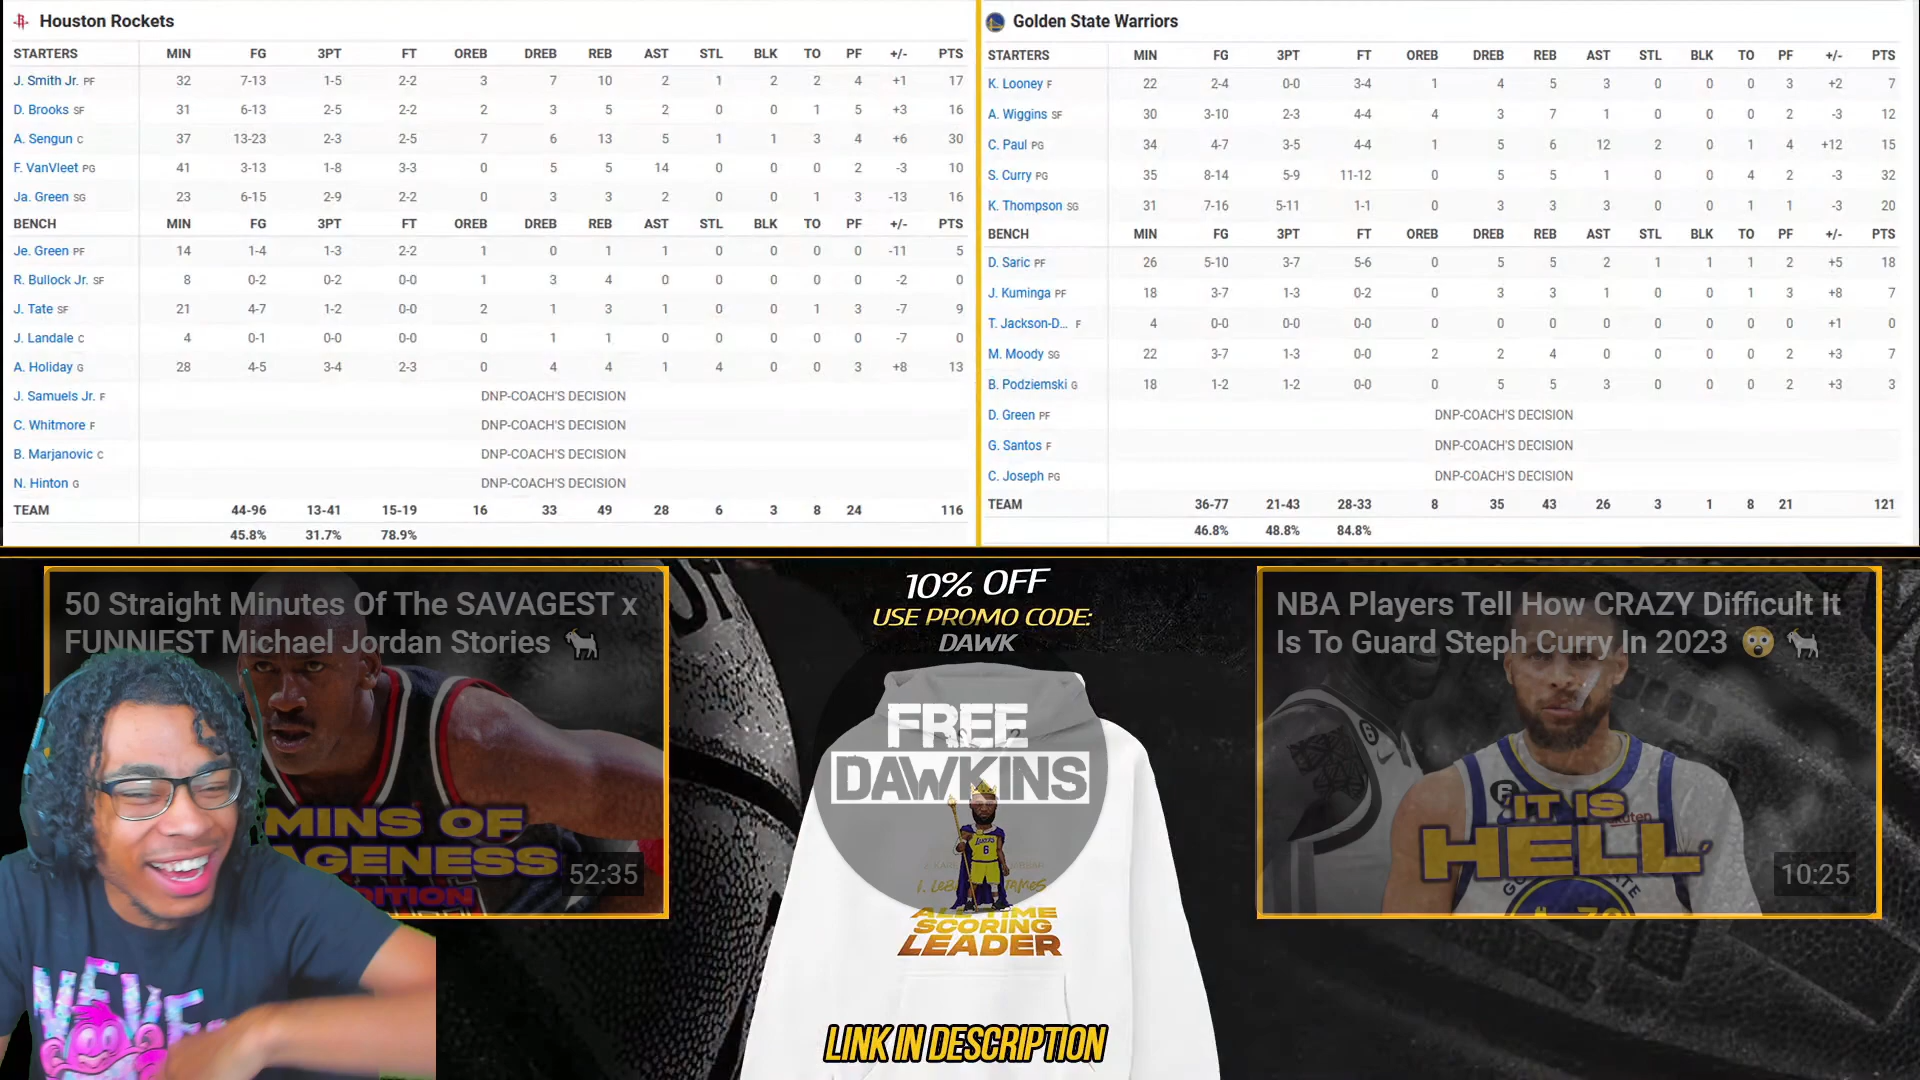 Houston Rockets
STARTERS MIN FG 3PT FT OREB DREB REB AST STL BLK TO PF +/- PTS
J. Smith Jr. PF 32 7-13 1-5 2-2 3 7 10 2 1 2 2 4 +1 17
D. Brooks SF 31 6-13 2-5 2-2 2 3 5 2 0 0 1 5 +3 16
A. Sengun C 37 13-23 2-3 2-5 7 6 13 5 1 1 3 4 +6 30
F. VanVleet PG 41 3-13 1-8 3-3 0 5 5 14 0 0 0 2 -3 10
Ja. Green SG 23 6-15 2-9 2-2 0 3 3 2 0 0 1 3 -13 16
BENCH MIN FG 3PT FT OREB DREB REB AST STL BLK TO PF +/- PTS
Je. Green PF 14 1-4 1-3 2-2 1 0 1 1 0 0 0 0 -11 5
R. Bullock Jr. SF 8 0-2 0-2 0-0 1 3 4 0 0 0 0 0 -2 0
J. Tate SF 21 4-7 1-2 0-0 2 1 3 1 0 0 1 3 -7 9
J. Landale C 4 0-1 0-0 0-0 0 1 1 0 0 0 0 0 -7 0
A. Holiday G 28 4-5 3-4 2-3 0 4 4 1 4 0 0 3 +8 13
J. Samuels Jr. F DNP-COACH'S DECISION
C. Whitmore F DNP-COACH'S DECISION
B. Marjanovic C DNP-COACH'S DECISION
N. Hinton G DNP-COACH'S DECISION
TEAM 44-96 13-41 15-19 16 33 49 28 6 3 8 24 116
45.8% 31.7% 78.9%
Golden State Warriors
STARTERS MIN FG 3PT FT OREB DREB REB AST STL BLK TO PF +/- PTS
K. Looney F 22 2-4 0-0 3-4 1 4 5 3 0 0 0 3 +2 7
A. Wiggins SF 30 3-10 2-3 4-4 4 3 7 1 0 0 0 2 -3 12
C. Paul PG 34 4-7 3-5 4-4 1 5 6 12 2 0 1 4 +12 15
S. Curry PG 35 8-14 5-9 11-12 0 5 5 1 0 0 4 2 -3 32
K. Thompson SG 31 7-16 5-11 1-1 0 3 3 3 0 0 1 1 -3 20
BENCH MIN FG 3PT FT OREB DREB REB AST STL BLK TO PF +/- PTS
D. Saric PF 26 5-10 3-7 5-6 0 5 5 2 1 1 1 2 +5 18
J. Kuminga PF 18 3-7 1-3 0-2 0 3 3 1 0 0 1 3 +8 7
T. Jackson-D... F 4 0-0 0-0 0-0 0 0 0 0 0 0 0 0 +1 0
M. Moody SG 22 3-7 1-3 0-0 2 2 4 0 0 0 0 2 +3 7
B. Podziemski G 18 1-2 1-2 0-0 0 5 5 3 0 0 0 2 +3 3
D. Green PF DNP-COACH'S DECISION
G. Santos F DNP-COACH'S DECISION
C. Joseph PG DNP-COACH'S DECISION
TEAM 36-77 21-43 28-33 8 35 43 26 3 1 8 21 121
46.8% 48.8% 84.8%
50 Straight Minutes Of The SAVAGEST x
FUNNIEST Michael Jordan Stories
MINS OF
AGENESS
DITION
52:35
10% OFF
USE PROMO CODE:
DAWK
FREE
DAWKINS
LAKERS
6
ALL TIME
SCORING
LEADER
LINK IN DESCRIPTION
NBA Players Tell How CRAZY Difficult It
Is To Guard Steph Curry In 2023
6
IT IS
HELL
10:25